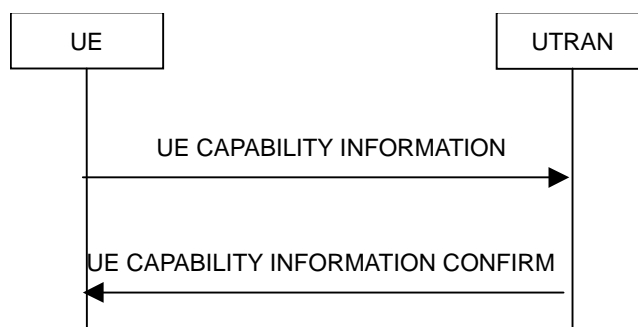 UE
UTRAN
UE CAPABILITY INFORMATION
UE CAPABILITY INFORMATION CONFIRM